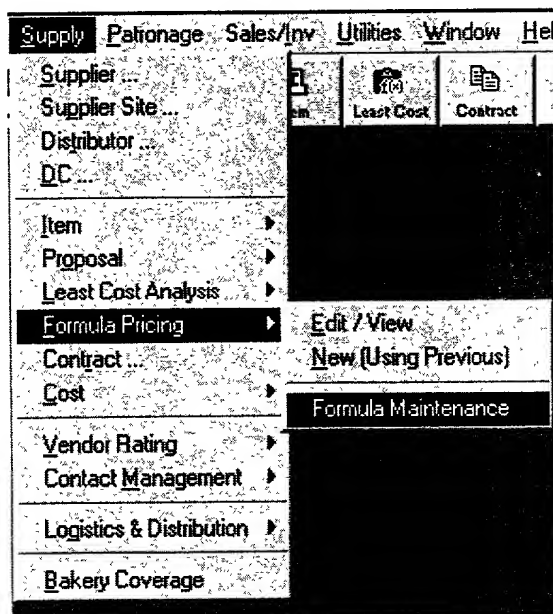 Supply Patronage Sales/Inv Utilities Window
Supplier ...
Supplier Site ...
Distributor ...
DC ...
Least Cost
Contract
Item
Proposal
Least Cost Analysis
Formula Pricing
Contract ...
Cost
Vendor Rating
Contact Management
Logistics & Distribution
Bakery Coverage
Edit / View
New (Using Previous)
Formula Maintenance